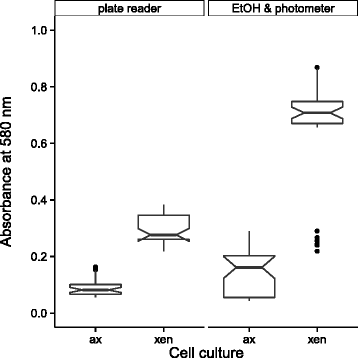 plate reader EtOH & photometer
1.0
0.8
0.6
0.4
0.2
0.0
Absorbance at 580 nm
ax xen ax xen
Cell culture